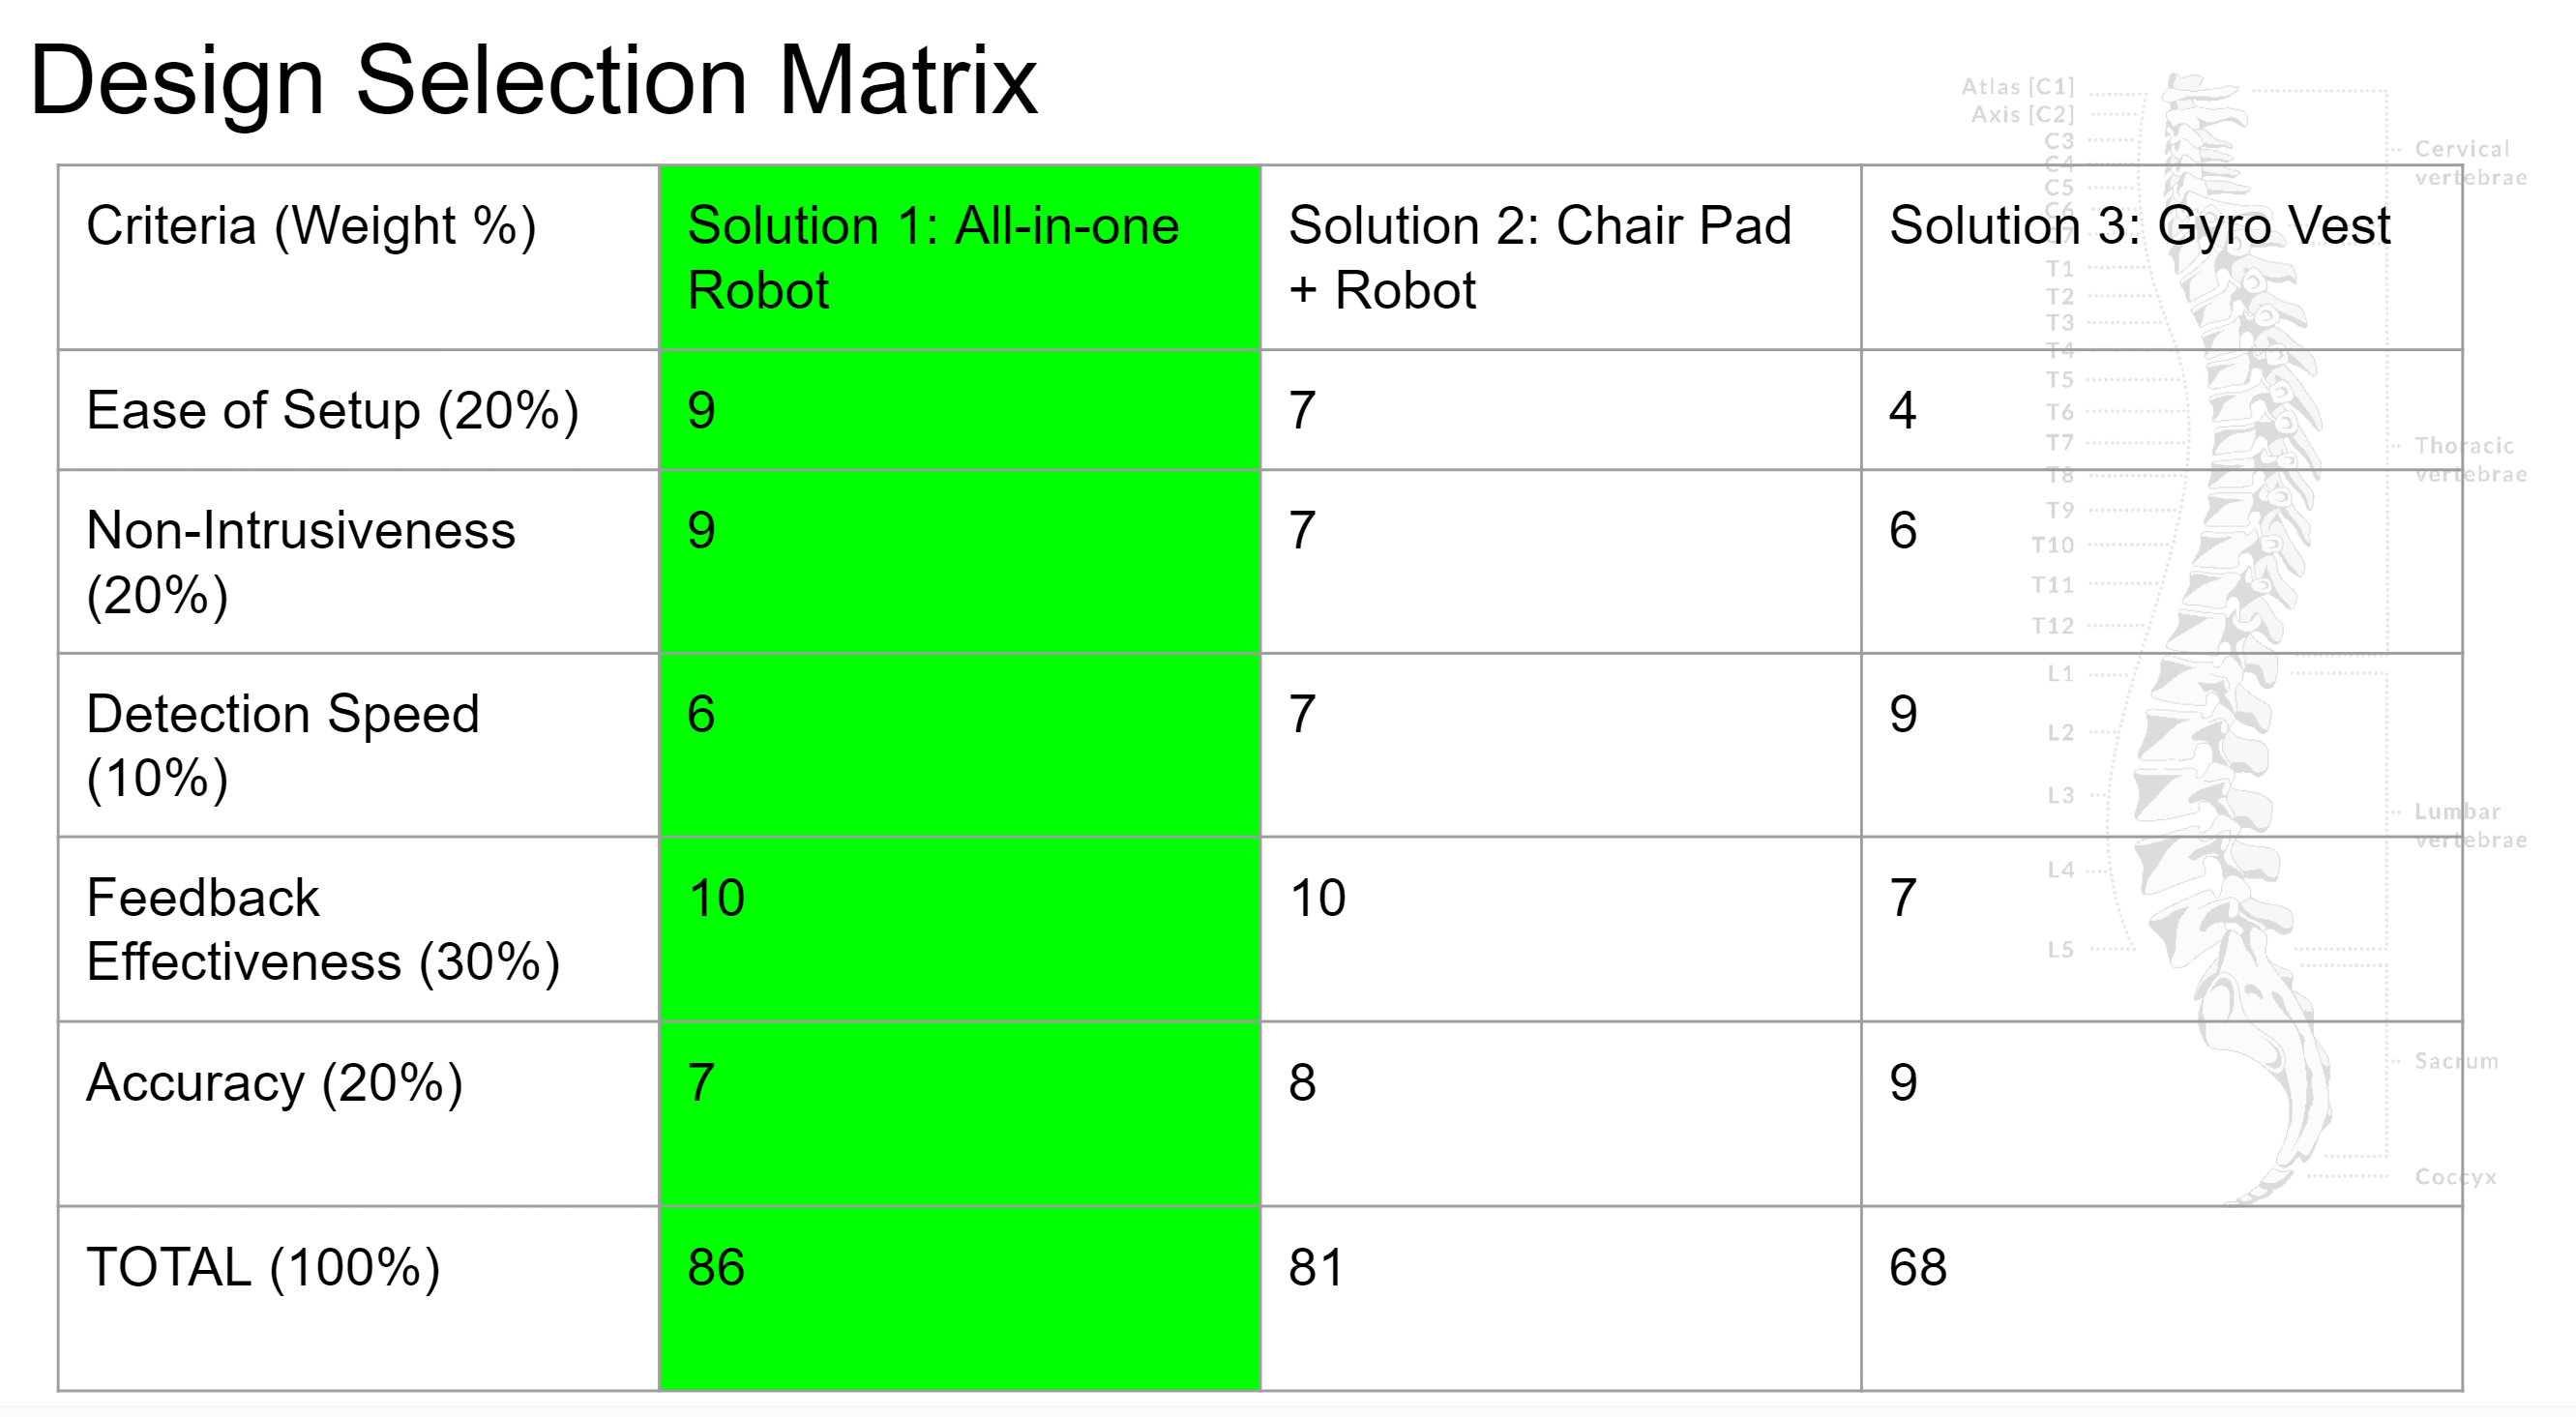 Design Selection Matrix
Criteria (Weight %)
Solution 1: All-in-one
Robot
Solution 2: Chair Pad
+ Robot
Solution 3: Gyro Vest
Ease of Setup (20%)
9
7
4
Non-Intrusiveness
(20%)
9
7
6
Detection Speed
(10%)
6
7
9
Feedback
Effectiveness (30%)
10
10
7
Accuracy (20%)
7
8
9
TOTAL (100%)
86
81
68
Atlas [C1]
Axis [C2]
C3
C4
C5
C6
C7
T1
T2
T3
T4
T5
T6
T7
T8
T9
T10
T11
T12
L1
L2
L3
L4
L5
Cervical
vertebrae
Thoracic
vertebrae
Lumbar
vertebrae
Sacrum
Coccyx